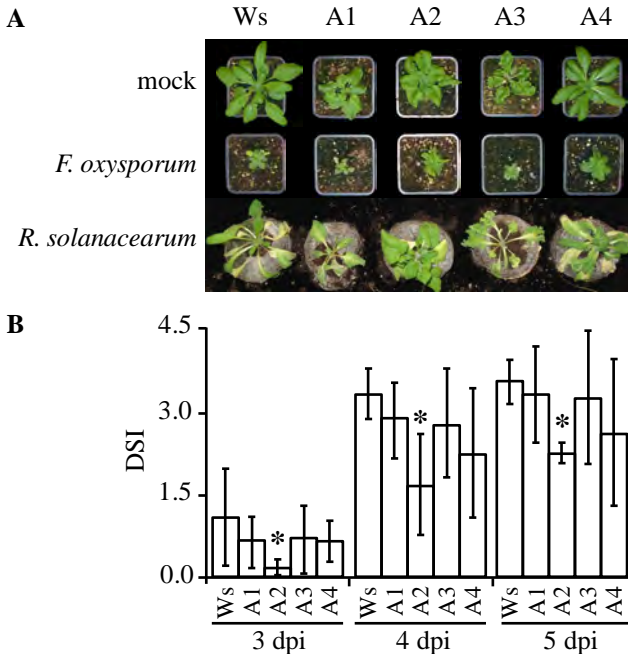 A
Ws A1 A2 A3 A4
mock
F. oxysporum
R. solanacearum
B
DSI
4.5
3.0
1.5
0.0
* * *
Ws A1 A2 A3 A4 Ws A1 A2 A3 A4 Ws A1 A2 A3 A4
3 dpi 4 dpi 5 dpi